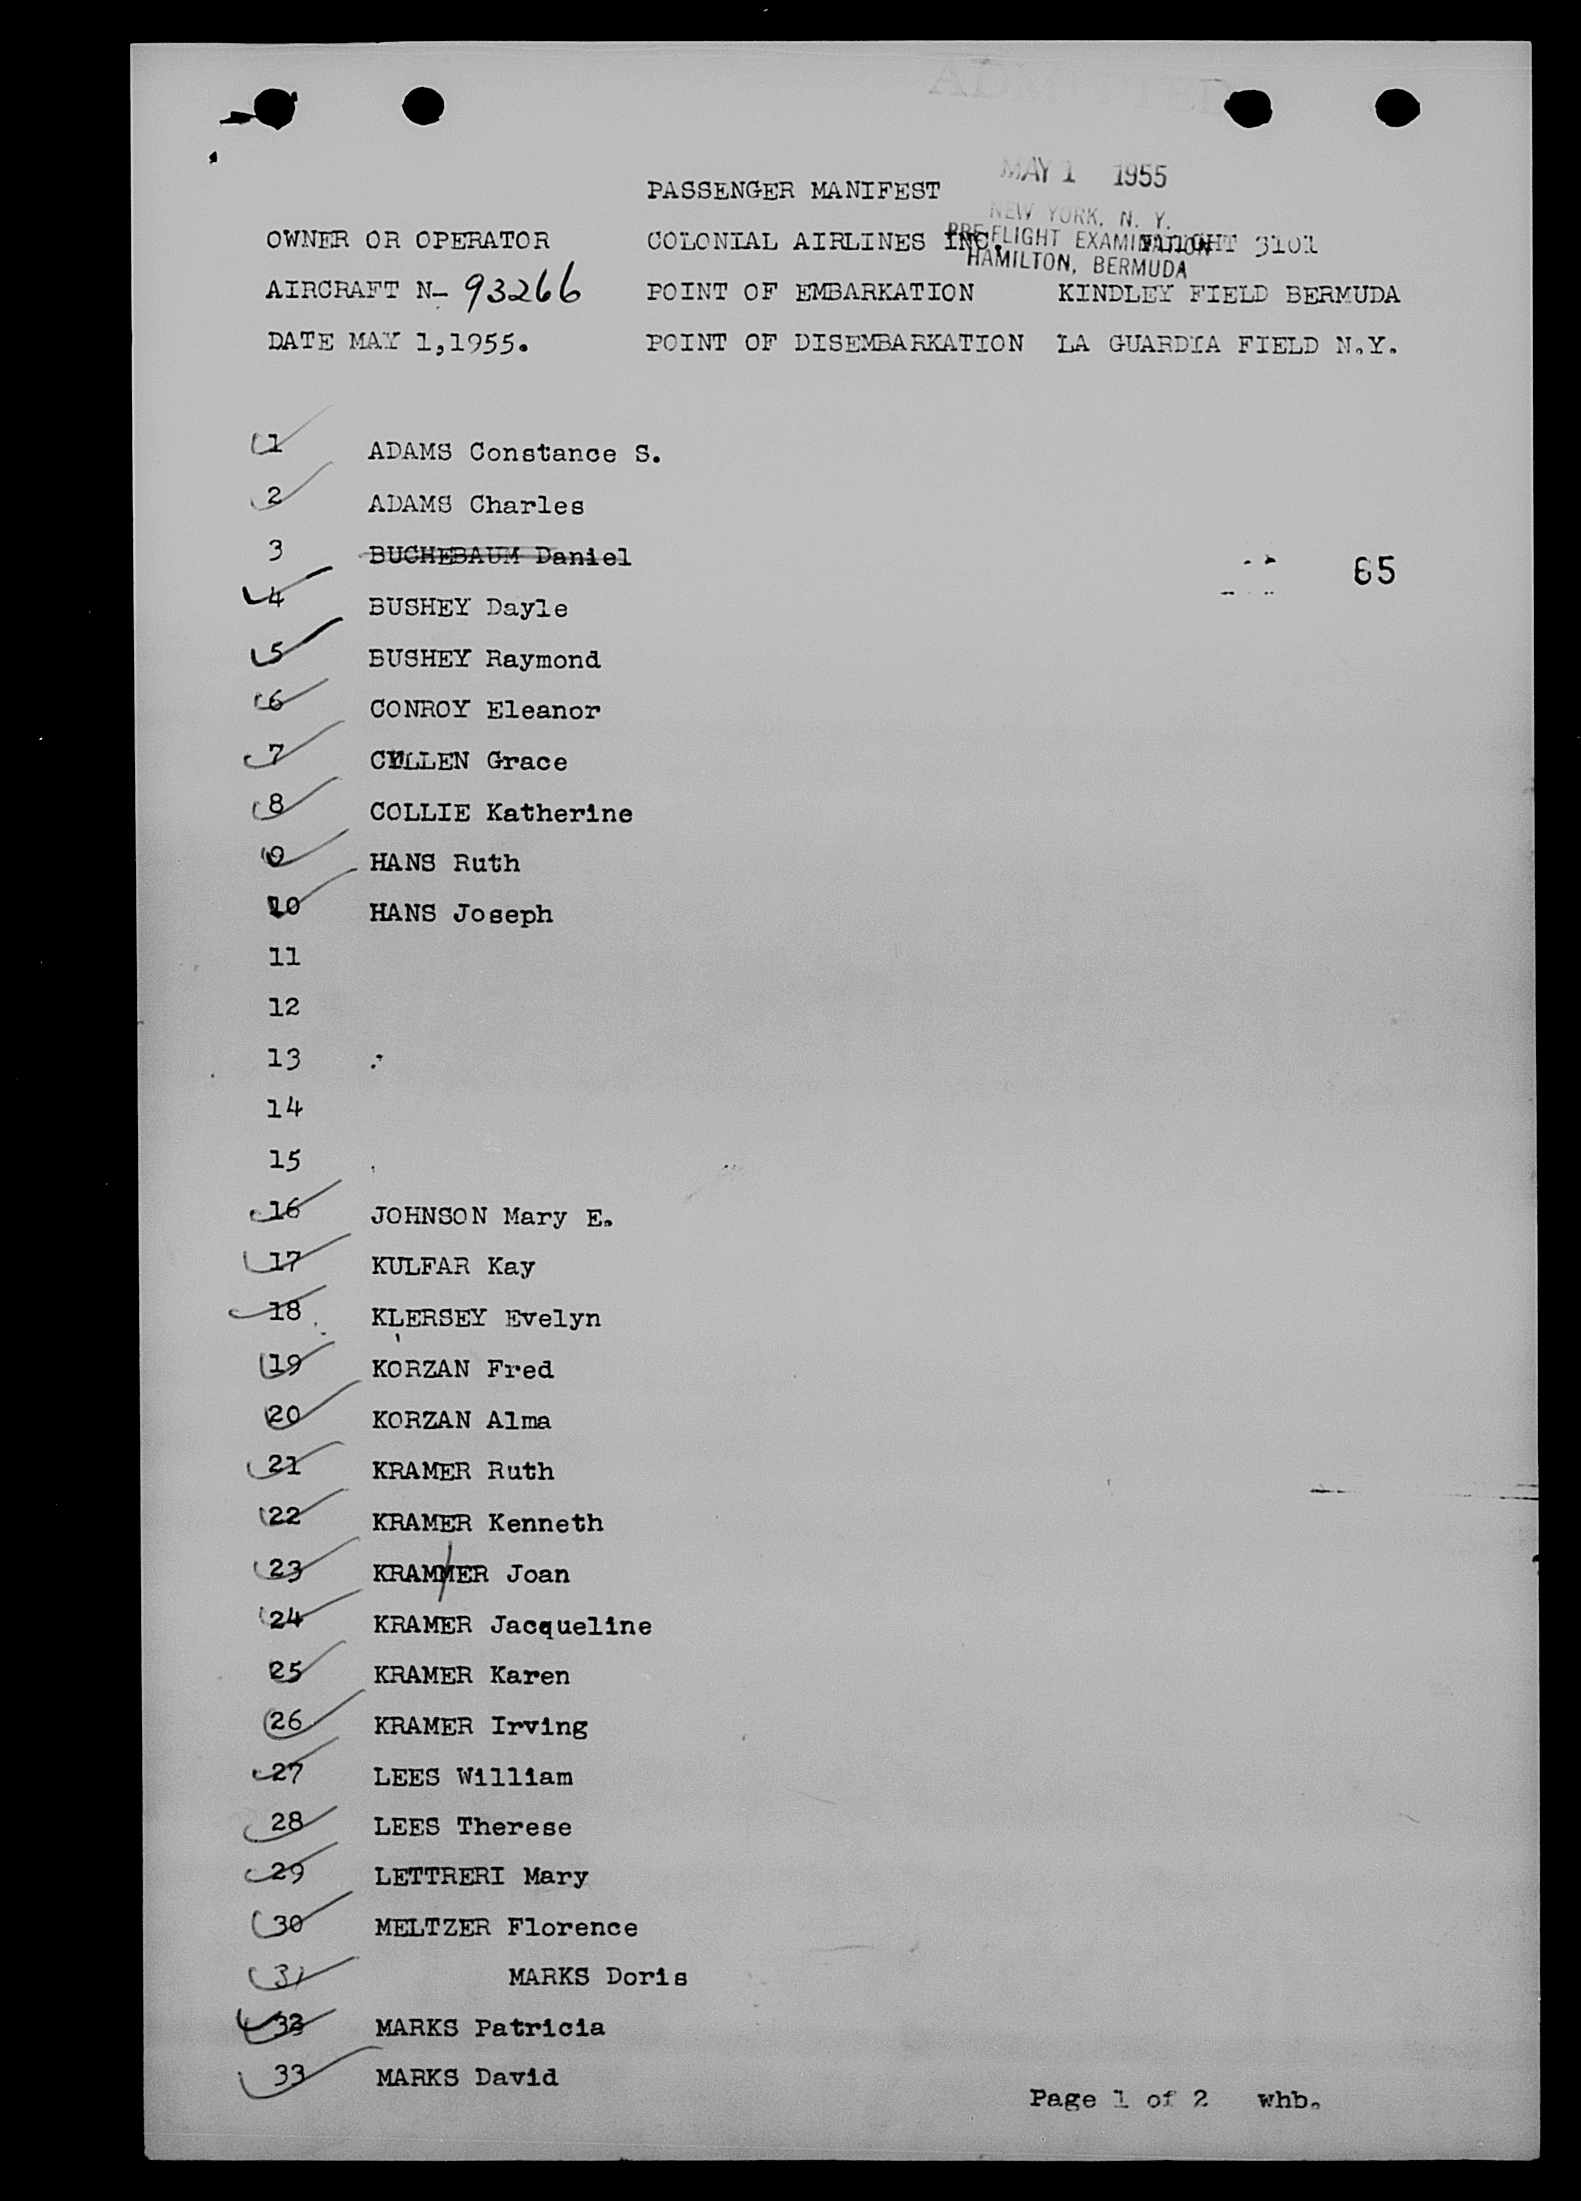 MAY 1 1955
PASSENGER MANIFEST
NEW YORK, N. Y.
PRE-FLIGHT EXAMINATION
HAMILTON, BERMUDA
OWNER OR OPERATOR COLONIAL AIRLINES INC. FLIGHT 3101
AIRCRAFT N- 93266 POINT OF EMBARKATION KINDLEY FIELD BERMUDA
DATE MAY 1,1955. POINT OF DISEMBARKATION LA GUARDIA FIELD N.Y.
1 ADAMS Constance S.
2 ADAMS Charles
3 BUCHEBAUM Daniel
65
4 BUSHEY Dayle
5 BUSHEY Raymond
6 CONROY Eleanor
7 CULLEN Grace
8 COLLIE Katherine
9 HANS Ruth
10 HANS Joseph
11
12
13
14
15
16 JOHNSON Mary E.
17 KULFAR Kay
18 KLERSEY Evelyn
19 KORZAN Fred
20 KORZAN Alma
21 KRAMER Ruth
22 KRAMER Kenneth
23 KRAMMER Joan
24 KRAMER Jacqueline
25 KRAMER Karen
26 KRAMER Irving
27 LEES William
28 LEES Therese
29 LETTRERI Mary
30 MELTZER Florence
31 MARKS Doris
32 MARKS Patricia
33 MARKS David
Page 1 of 2 whb.